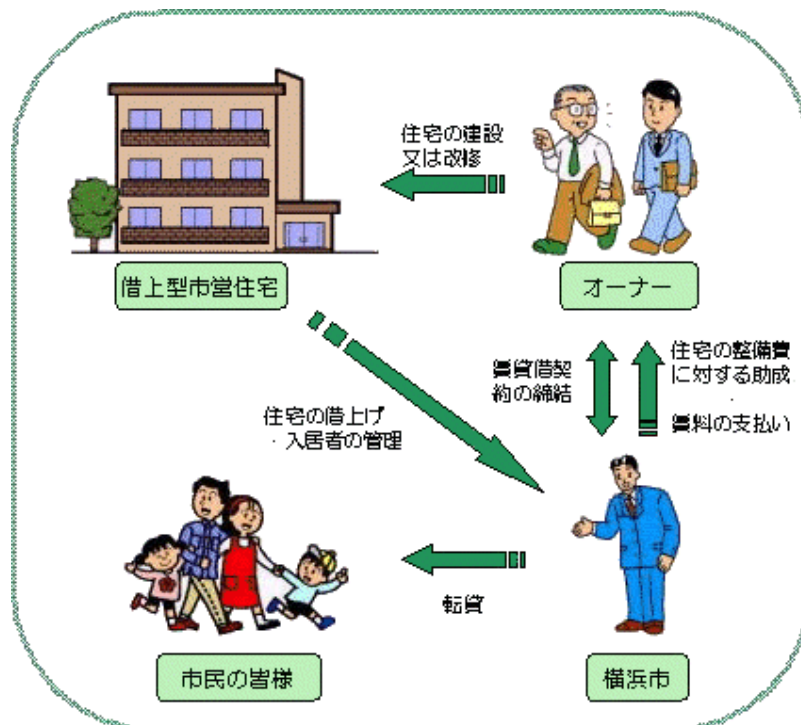 住宅の建設
又は改修
借上型市営住宅
オーナー
賃貸借契
約の締結
住宅の整備費
に対する助成
・
賃料の支払い
住宅の借上げ
・入居者の管理
転貸
市民の皆様
横浜市